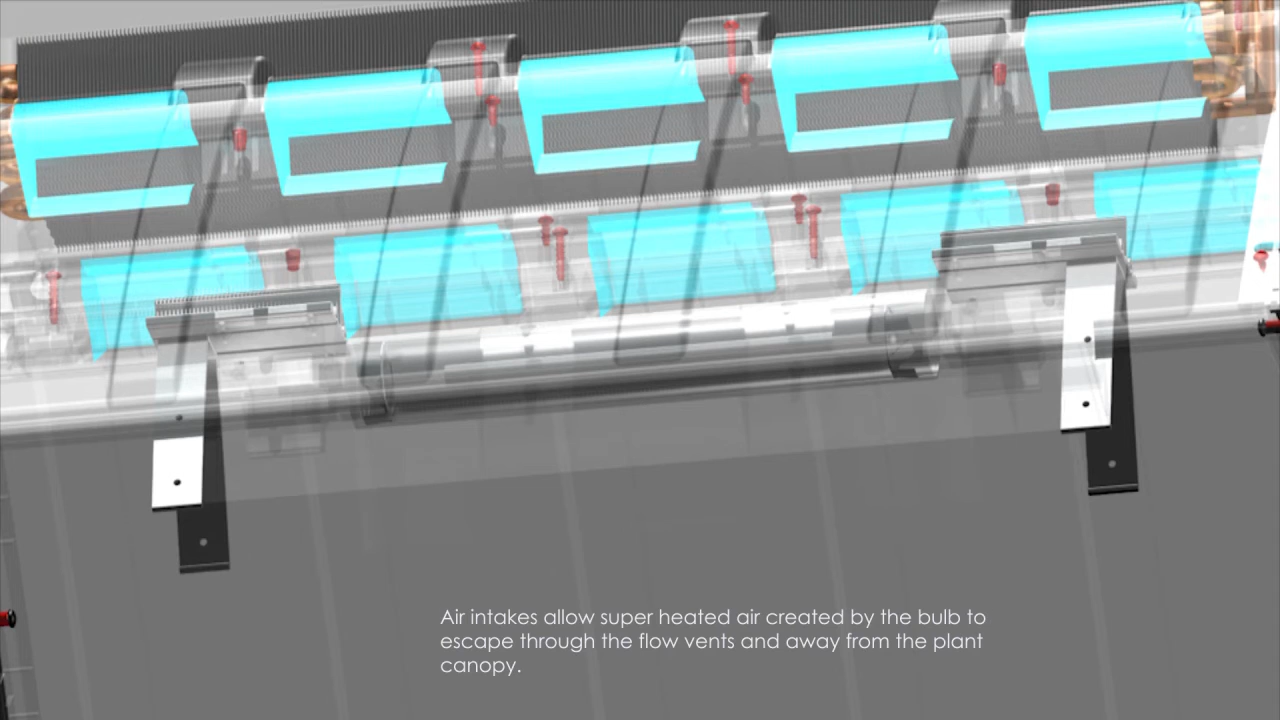 Air intakes allow super heated air created by the bulb to
escape through the flow vents and away from the plant
canopy.